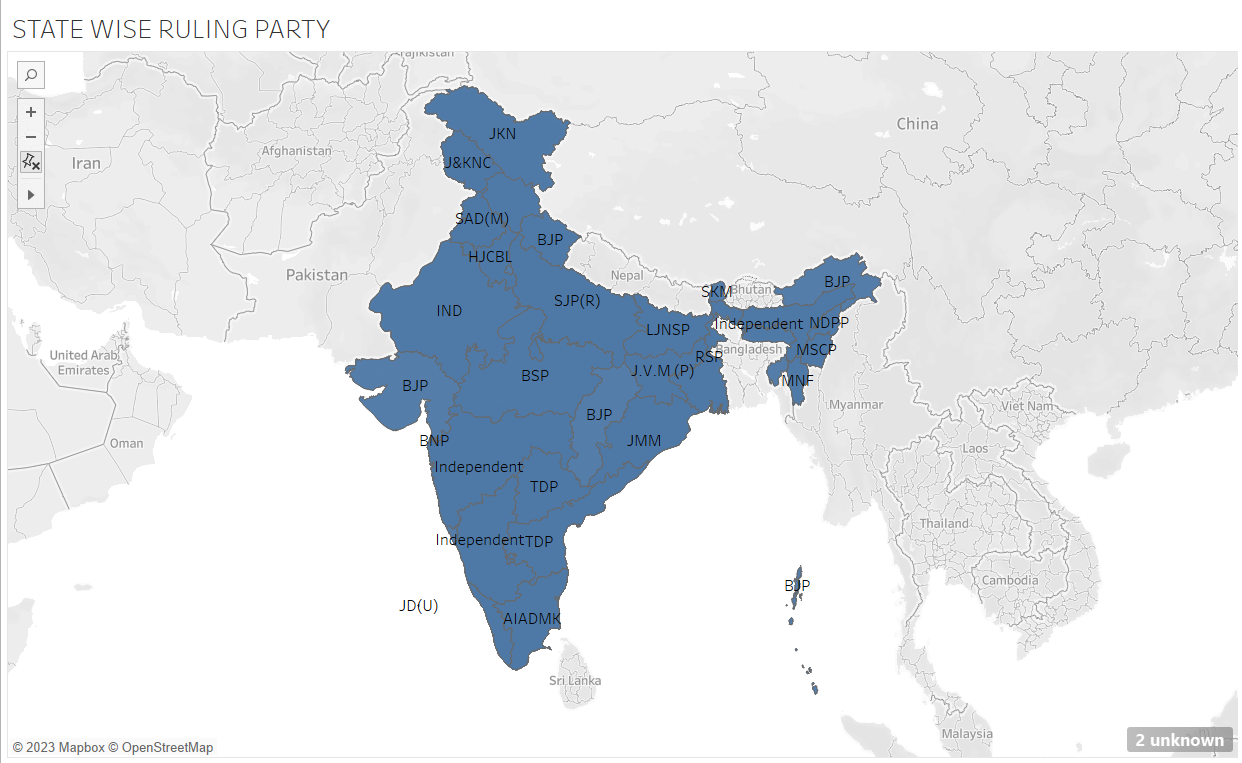 STATE WISE RULING PARTY
Tajikistan
China
JKN
Afghanistan
Iran
J&KNC
SAD(M)
BJP
HJCBL
Pakistan
Nepal
BJP
SKM
Bhutan
SJP(R)
IND
Independent
NDPP
LJNSP
United Arab
Emirates
Bangladesh
MSCP
RSP
J.V.M (P)
BSP
MNF
BJP
Myanmar
Viet Nam
BJP
BNP
JMM
Oman
Laos
Independent
TDP
Thailand
Independent
TDP
Cambodia
BJP
JD(U)
AIADMK
Sri Lanka
Malaysia
2 unknown
© 2023 Mapbox © OpenStreetMap